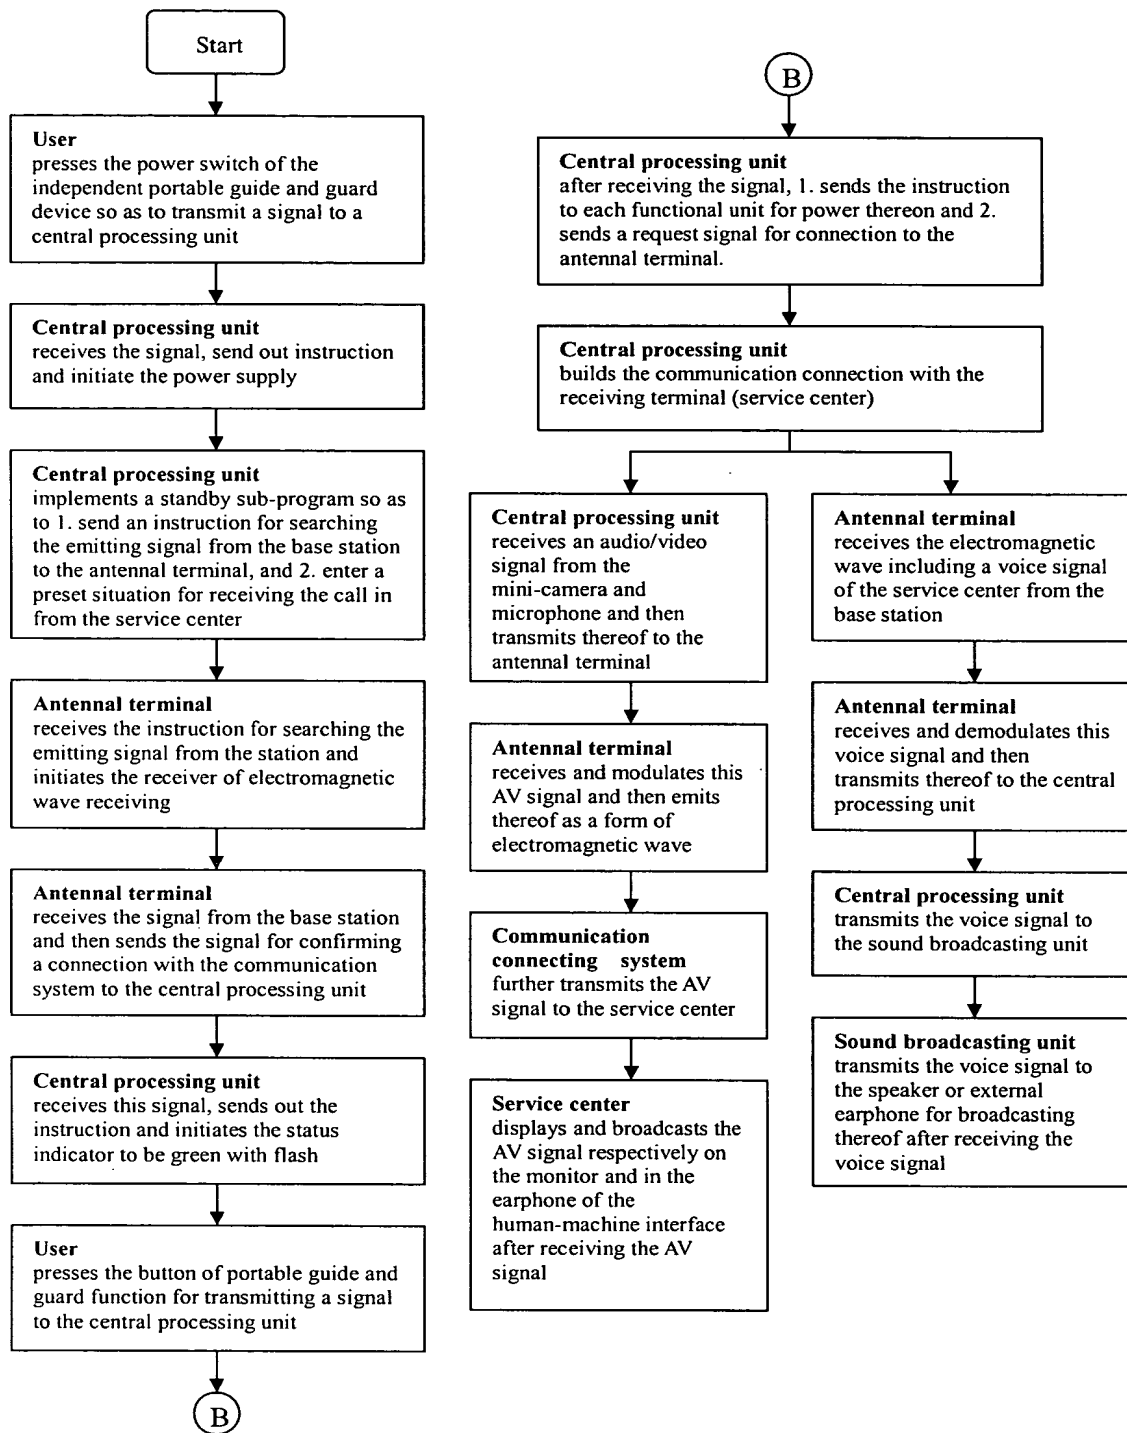 Start
User
presses the power switch of the
independent portable guide and guard
device so as to transmit a signal to a
central processing unit
Central processing unit
receives the signal, send out instruction
and initiate the power supply
Central processing unit
implements a standby sub-program so as
to 1. send an instruction for searching
the emitting signal from the base station
to the antennal terminal, and 2. enter a
preset situation for receiving the call in
from the service center
Antennal terminal
receives the instruction for searching the
emitting signal from the station and
initiates the receiver of electromagnetic
wave receiving
Antennal terminal
receives the signal from the base station
and then sends the signal for confirming
a connection with the communication
system to the central processing unit
Central processing unit
receives this signal, sends out the
instruction and initiates the status
indicator to be green with flash
User
presses the button of portable guide and
guard function for transmitting a signal
to the central processing unit
B
B
Central processing unit
after receiving the signal, 1. sends the instruction
to each functional unit for power thereon and 2.
sends a request signal for connection to the
antennal terminal.
Central processing unit
builds the communication connection with the
receiving terminal (service center)
Central processing unit
receives an audio/video
signal from the
mini-camera and
microphone and then
transmits thereof to the
antennal terminal
Antennal terminal
receives and modulates this
AV signal and then emits
thereof as a form of
electromagnetic wave
Communication
connecting system
further transmits the AV
signal to the service center
Service center
displays and broadcasts the
AV signal respectively on
the monitor and in the
earphone of the
human-machine interface
after receiving the AV
signal
Antennal terminal
receives the electromagnetic
wave including a voice signal
of the service center from the
base station
Antennal terminal
receives and demodulates this
voice signal and then
transmits thereof to the central
processing unit
Central processing unit
transmits the voice signal to
the sound broadcasting unit
Sound broadcasting unit
transmits the voice signal to
the speaker or external
earphone for broadcasting
thereof after receiving the
voice signal